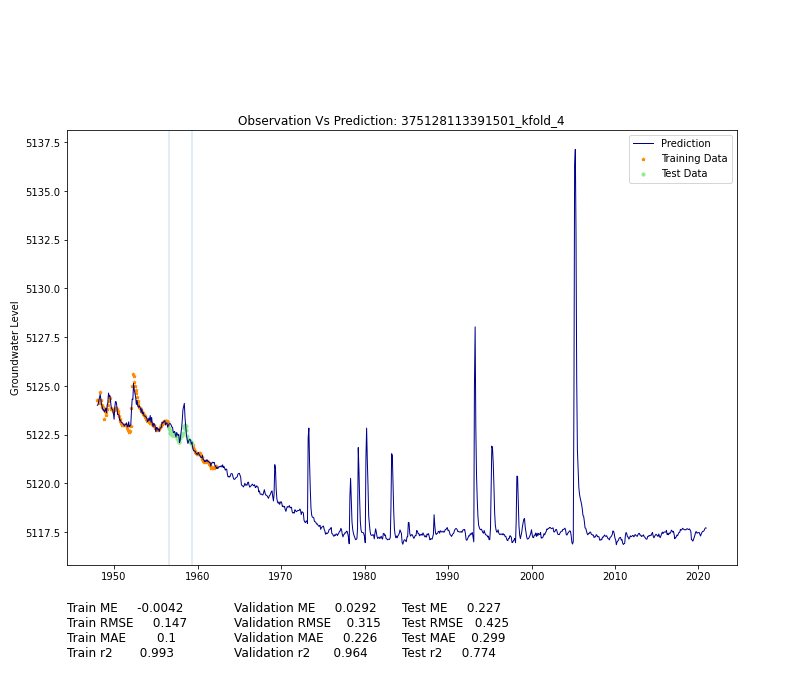 Observation Vs Prediction: 375128113391501_kfold_4
Prediction
Training Data
Test Data
Groundwater Level
5137.5
5135.0
5132.5
5130.0
5127.5
5125.0
5122.5
5120.0
5117.5
1950 1960 1970 1980 1990 2000 2010 2020
Train ME -0.0042 Validation ME 0.0292 Test ME 0.227
Train RMSE 0.147 Validation RMSE 0.315 Test RMSE 0.425
Train MAE 0.1 Validation MAE 0.226 Test MAE 0.299
Train r2 0.993 Validation r2 0.964 Test r2 0.774